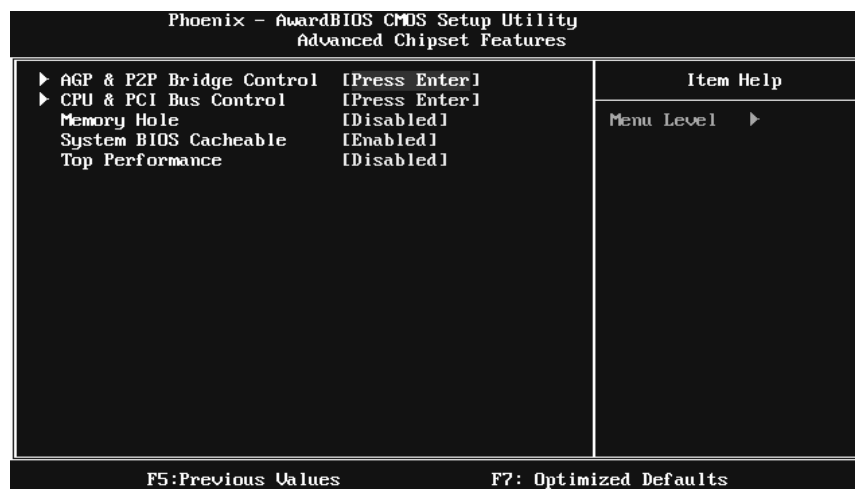 Phoenix - AwardBIOS CMOS Setup Utility
Advanced Chipset Features
AGP & P2P Bridge Control [Press Enter]
CPU & PCI Bus Control [Press Enter]
Memory Hole [Disabled]
System BIOS Cacheable [Enabled]
Top Performance [Disabled]
Item Help
Menu Level
F5:Previous Values F7: Optimized Defaults